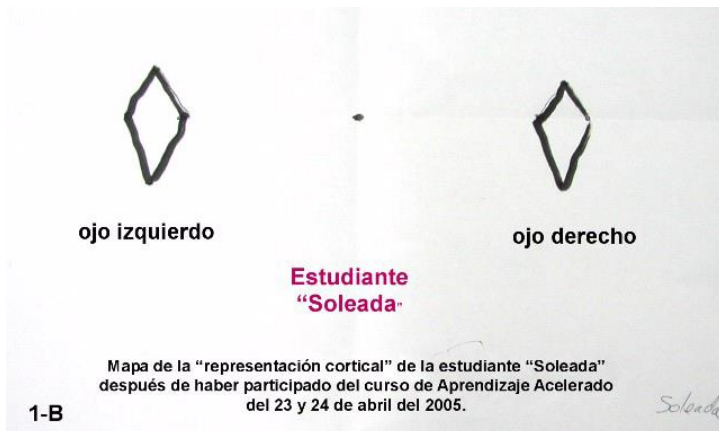 ojo izquierdo
ojo derecho
Estudiante
“Soleada”
Mapa de la “representación cortical” de la estudiante “Soleada”
después de haber participado del curso de Aprendizaje Acelerado
del 23 y 24 de abril del 2005.
1-B
Soleada